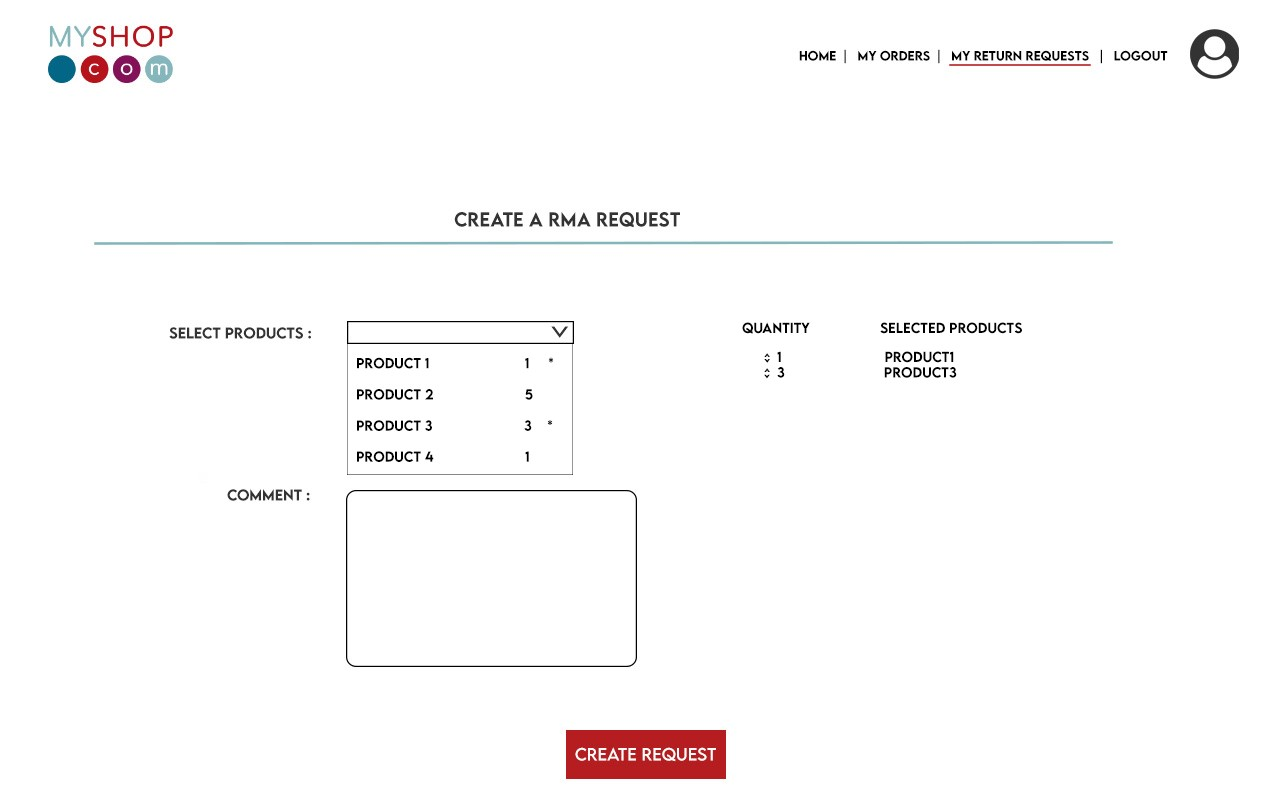 MYSHOP
com
HOME | MY ORDERS | MY RETURN REQUESTS | LOGOUT
CREATE A RMA REQUEST
SELECT PRODUCTS :
PRODUCT 1 1 *
PRODUCT 2 5
PRODUCT 3 3 *
PRODUCT 4 1
QUANTITY SELECTED PRODUCTS
1 PRODUCT1
3 PRODUCT3
COMMENT :
CREATE REQUEST